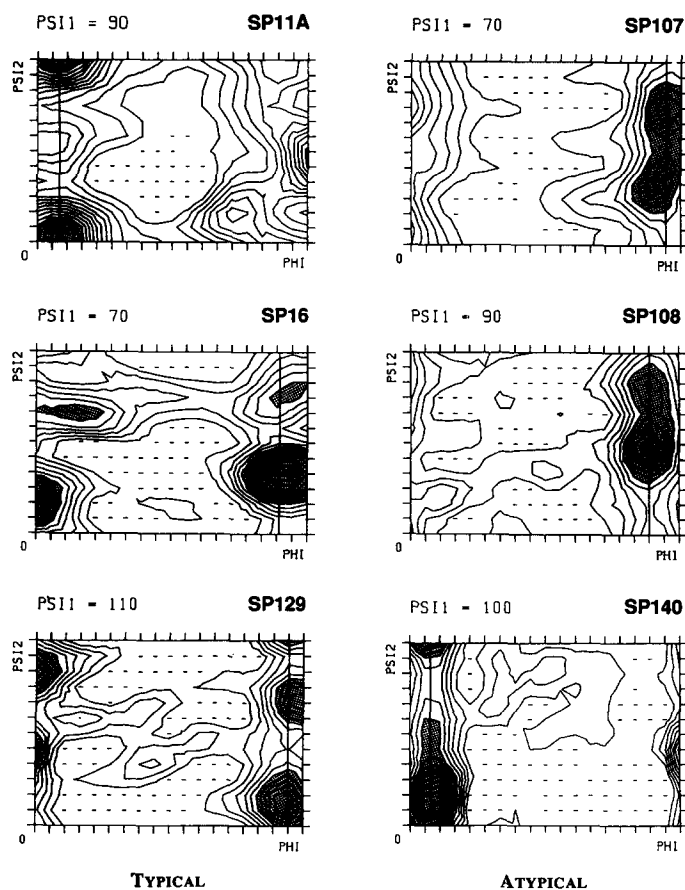 PSI1 = 90 SP11A
PSI2
0
PHI
PSI1 - 70 SP107
PSI2
0
PHI
PSI1 - 70 SP16
PSI2
0
PHI
PSI1 - 90 SP108
PSI2
0
PHI
PSI1 - 110 SP129
PSI2
0
PHI
PSI1 - 100 SP140
PSI2
0
PHI
TYPICAL
ATYPICAL